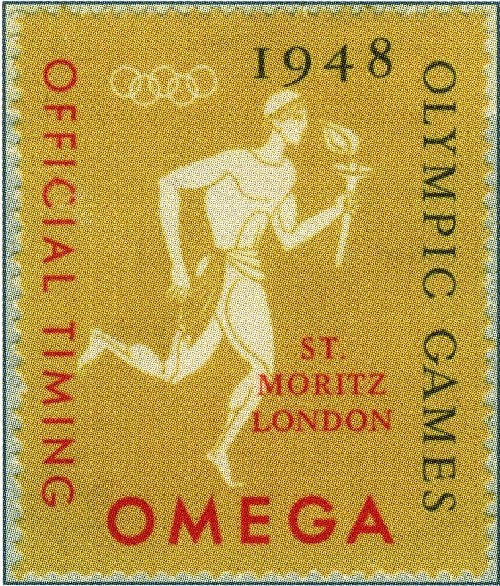 1948
OFFICIAL TIMING
OLYMPIC GAMES
ST.
MORITZ
LONDON
OMEGA